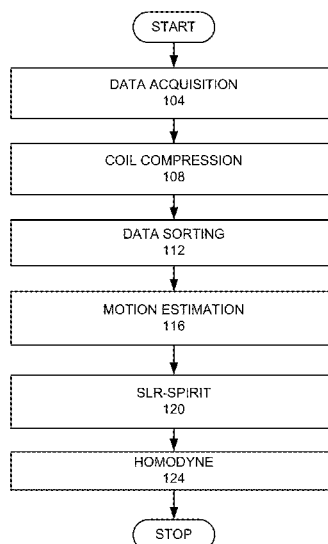 START
DATA ACQUISITION
104
COIL COMPRESSION
108
DATA SORTING
112
MOTION ESTIMATION
116
SLR-SPIRIT
120
HOMODYNE
124
STOP